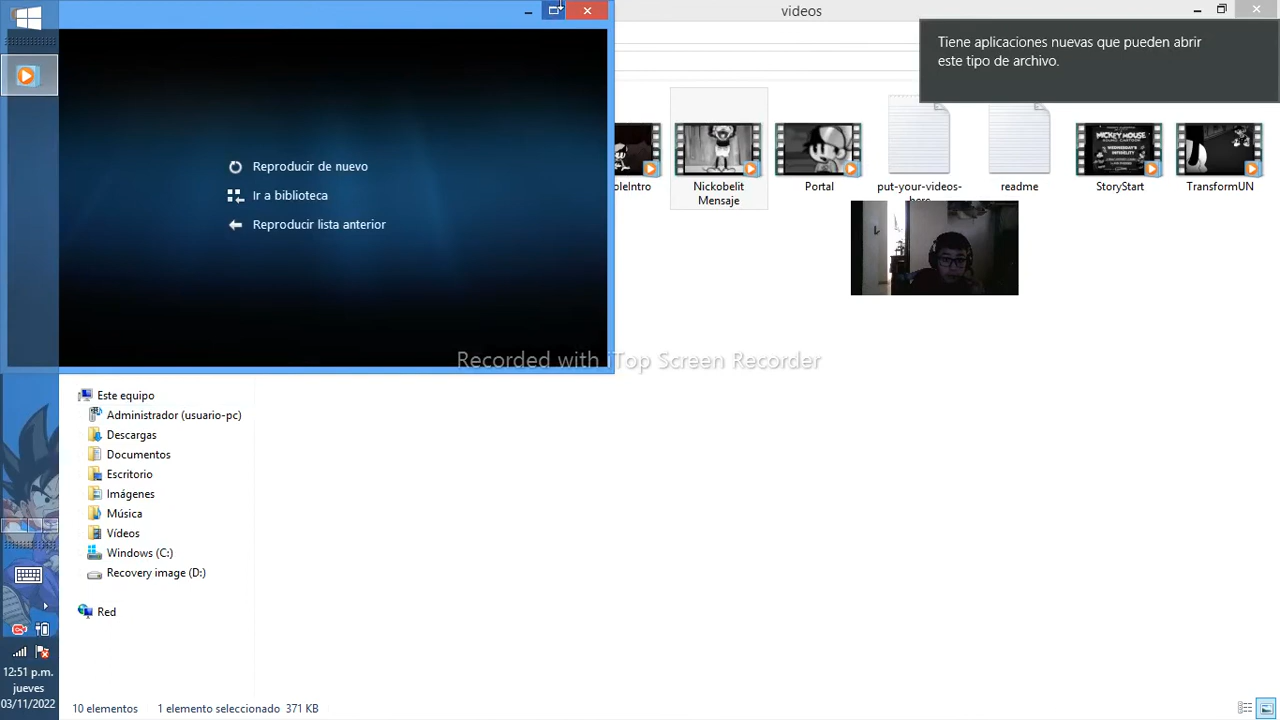 videos
Tiene aplicaciones nuevas que pueden abrir
este tipo de archivo.
Reproducir de nuevo
Ir a biblioteca
Reproducir lista anterior
Nickobelit
Mensaje
Portal
put-your-videos-
readme
StoryStart
TransformUN
MICKEY MOUSE
Recorded with iTop Screen Recorder
Este equipo
Administrador (usuario-pc)
Descargas
Documentos
Escritorio
Imágenes
Música
Vídeos
Windows (C:)
Recovery image (D:)
Red
12:51 p.m.
jueves
03/11/2022
10 elementos
1 elemento seleccionado 371 KB